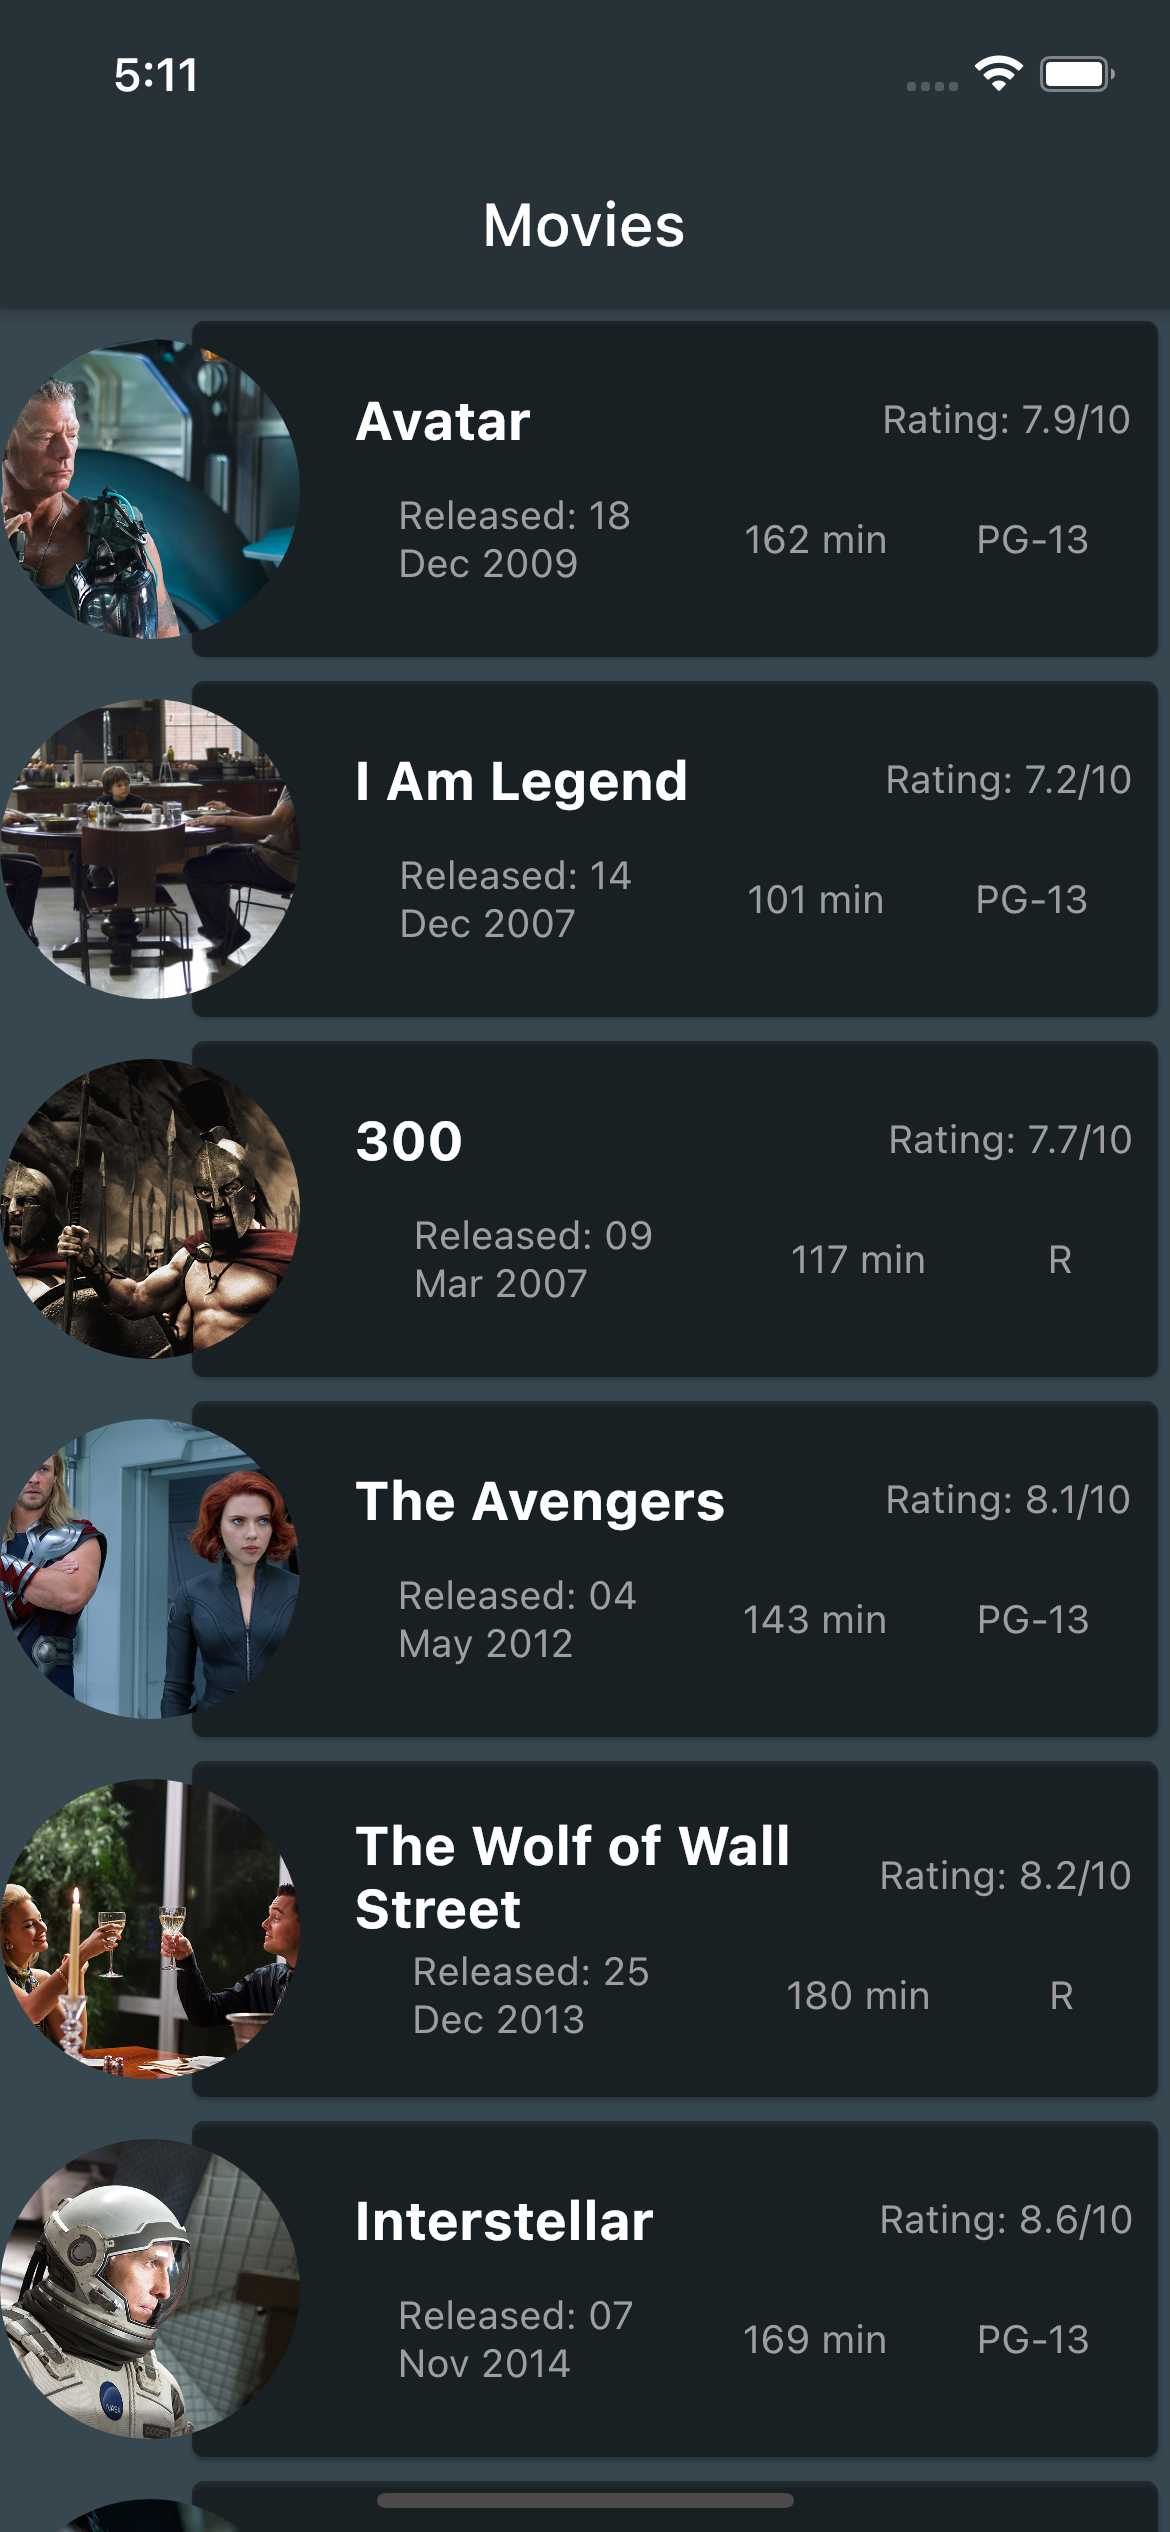 5:11
Movies
Avatar
Rating: 7.9/10
Released: 18
Dec 2009
162 min
PG-13
I Am Legend
Rating: 7.2/10
Released: 14
Dec 2007
101 min
PG-13
300
Rating: 7.7/10
Released: 09
Mar 2007
117 min
R
The Avengers
Rating: 8.1/10
Released: 04
May 2012
143 min
PG-13
The Wolf of Wall
Street
Rating: 8.2/10
Released: 25
Dec 2013
180 min
R
Interstellar
Rating: 8.6/10
Released: 07
Nov 2014
169 min
PG-13
NASA
COOPER